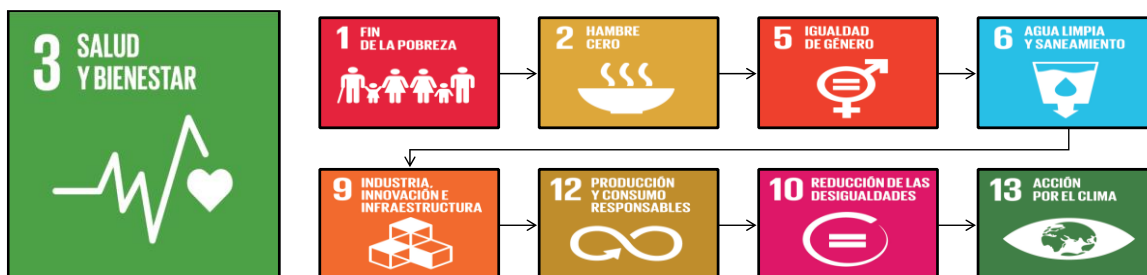 3 SALUD
Y BIENESTAR
1 FIN
DE LA POBREZA
2 HAMBRE
CERO
5 IGUALDAD
DE GÉNERO
6 AGUA LIMPIA
Y SANEAMIENTO
9 INDUSTRIA,
INNOVACIÓN E
INFRAESTRUCTURA
12 PRODUCCIÓN
Y CONSUMO
RESPONSABLES
10 REDUCCIÓN DE LAS
DESIGUALDADES
13 ACCIÓN
POR EL CLIMA